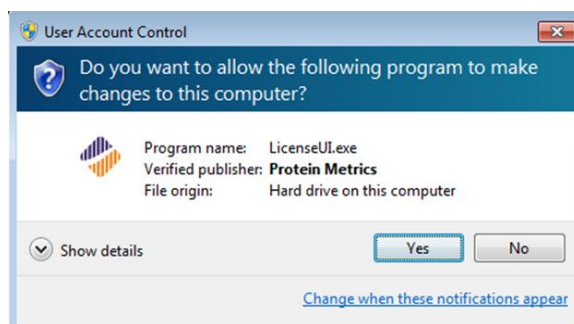 User Account Control
Do you want to allow the following program to make
changes to this computer?
Program name: LicenseUI.exe
Verified publisher: Protein Metrics
File origin: Hard drive on this computer
Show details
Yes No
Change when these notifications appear